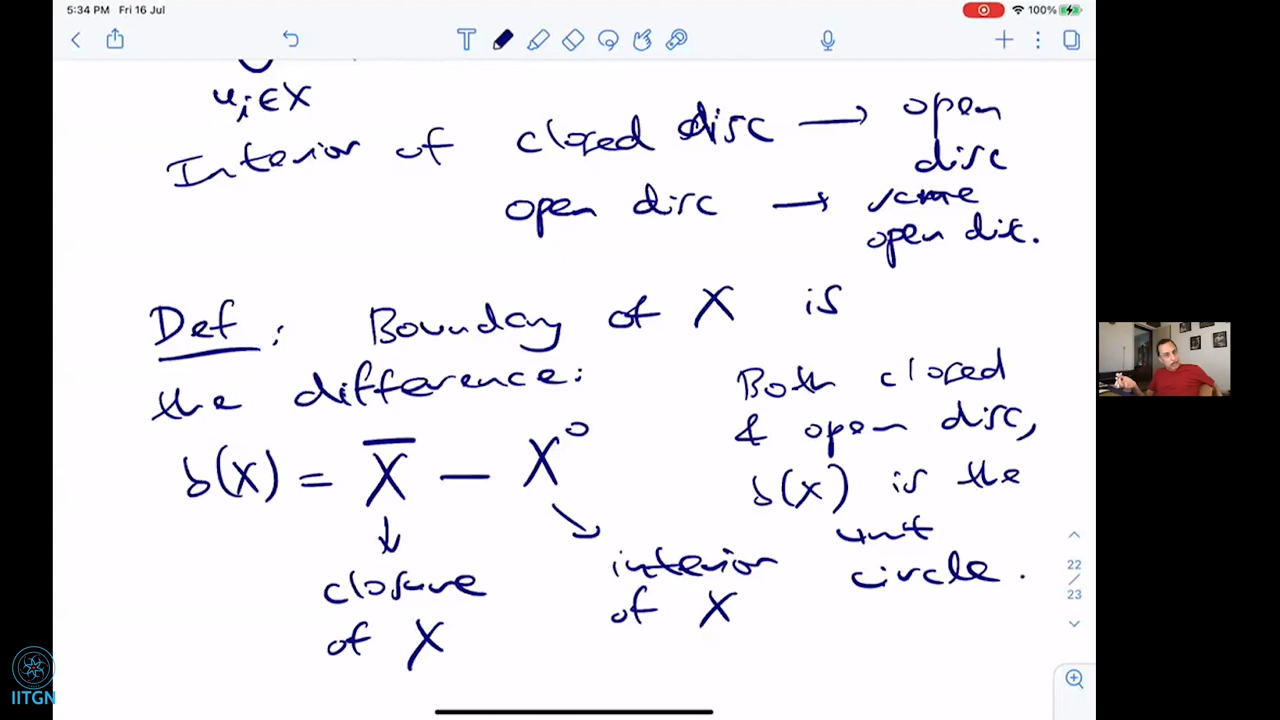 5:34 PM Fri 16 Jul
100%
uᵢ ∈ X
Interior of closed disc → open disc
open disc → same open disc.
Def: Boundary of X is
the difference:
b(X) = X̅ − X⁰
closure
of X
interior
of X
Both closed
& open disc,
b(X) is the
unit
circle.
22
/
23
IITGN